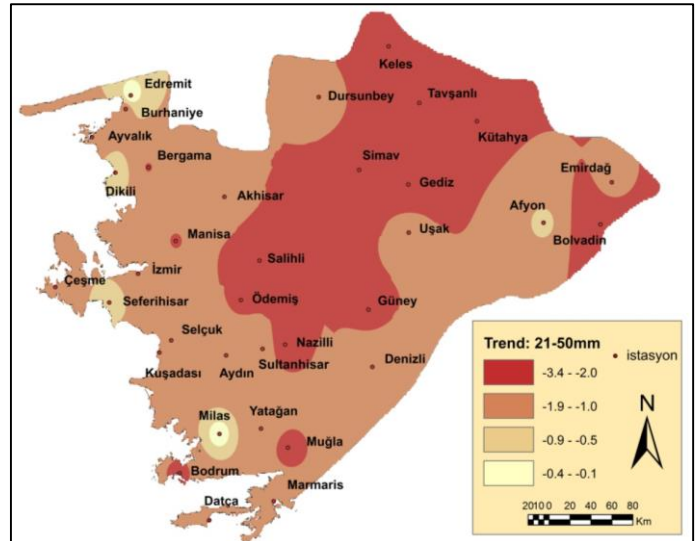 Keles
Edremit
Dursunbey
Tavşanlı
Burhaniye
Kütahya
Ayvalık
Bergama
Simav
Emirdağ
Dikili
Gediz
Akhisar
Afyon
Manisa
Uşak
Bolvadin
Salihli
İzmir
Çeşme
Seferihisar
Ödemiş
Güney
Selçuk
Nazilli
Kuşadası
Aydın
Sultanhisar
Denizli
Milas
Yatağan
Muğla
Bodrum
Datça
Marmaris
Trend: 21-50mm
istasyon
-3.4 - -2.0
-1.9 - -1.0
-0.9 - -0.5
-0.4 - -0.1
N
2010 0 20 40 60 80
Km